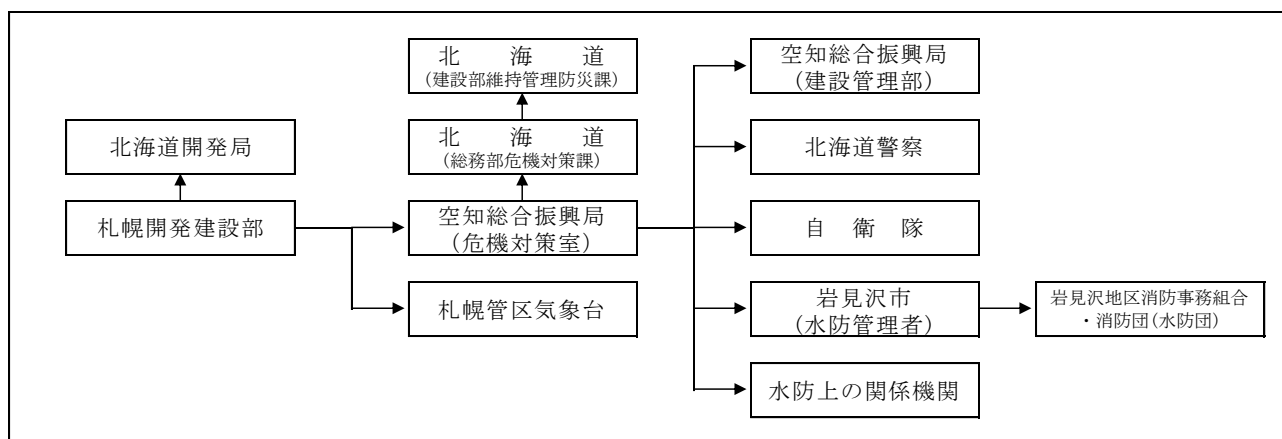 北海道
(建設部維持管理防災課)
空知総合振興局
(建設管理部)
北海道開発局
北海道
(総務部危機対策課)
北海道警察
札幌開発建設部
空知総合振興局
(危機対策室)
自衛隊
札幌管区気象台
岩見沢市
(水防管理者)
岩見沢地区消防事務組合
・消防団(水防団)
水防上の関係機関